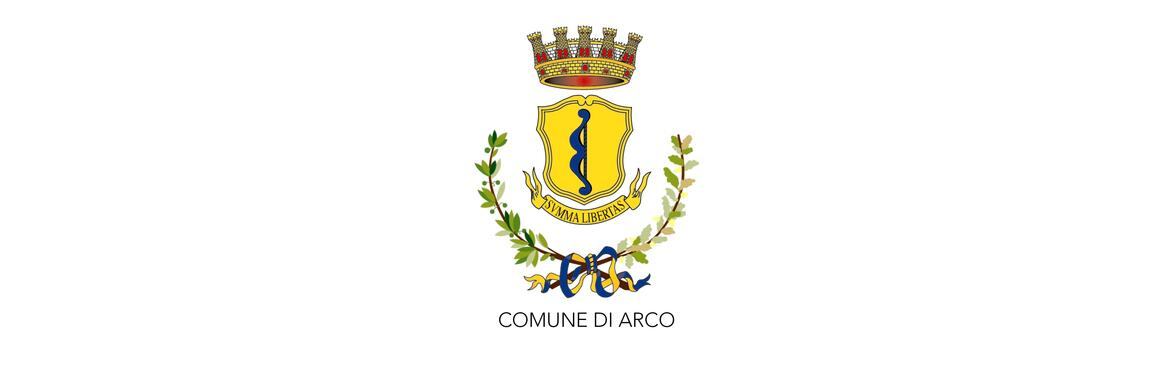 SVMMA LIBERTAS
COMUNE DI ARCO